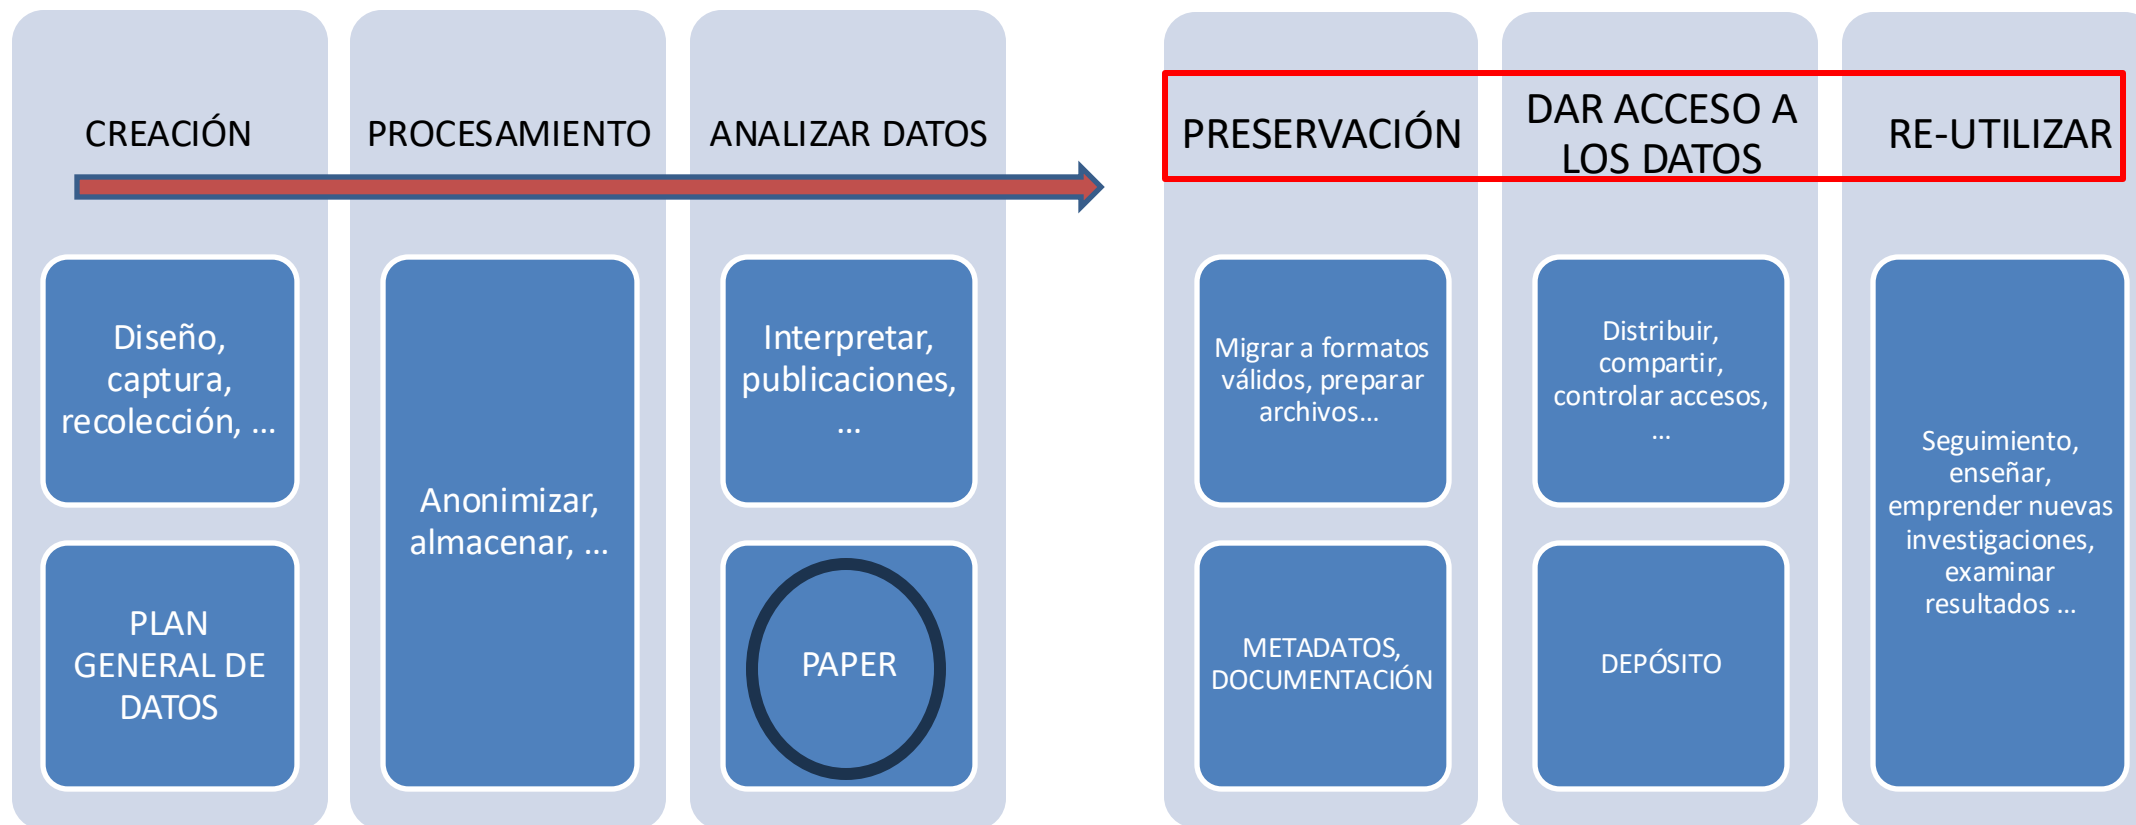 CREACIÓN
Diseño,
captura,
recolección, ...
PLAN
GENERAL DE
DATOS
PROCESAMIENTO
Anonimizar,
almacenar, ...
ANALIZAR DATOS
Interpretar,
publicaciones,
...
PAPER
PRESERVACIÓN
Migrar a formatos
válidos, preparar
archivos...
METADATOS,
DOCUMENTACIÓN
DAR ACCESO A
LOS DATOS
Distribuir,
compartir,
controlar accesos,
...
DEPÓSITO
RE-UTILIZAR
Seguimiento,
enseñar,
emprender nuevas
investigaciones,
examinar
resultados ...